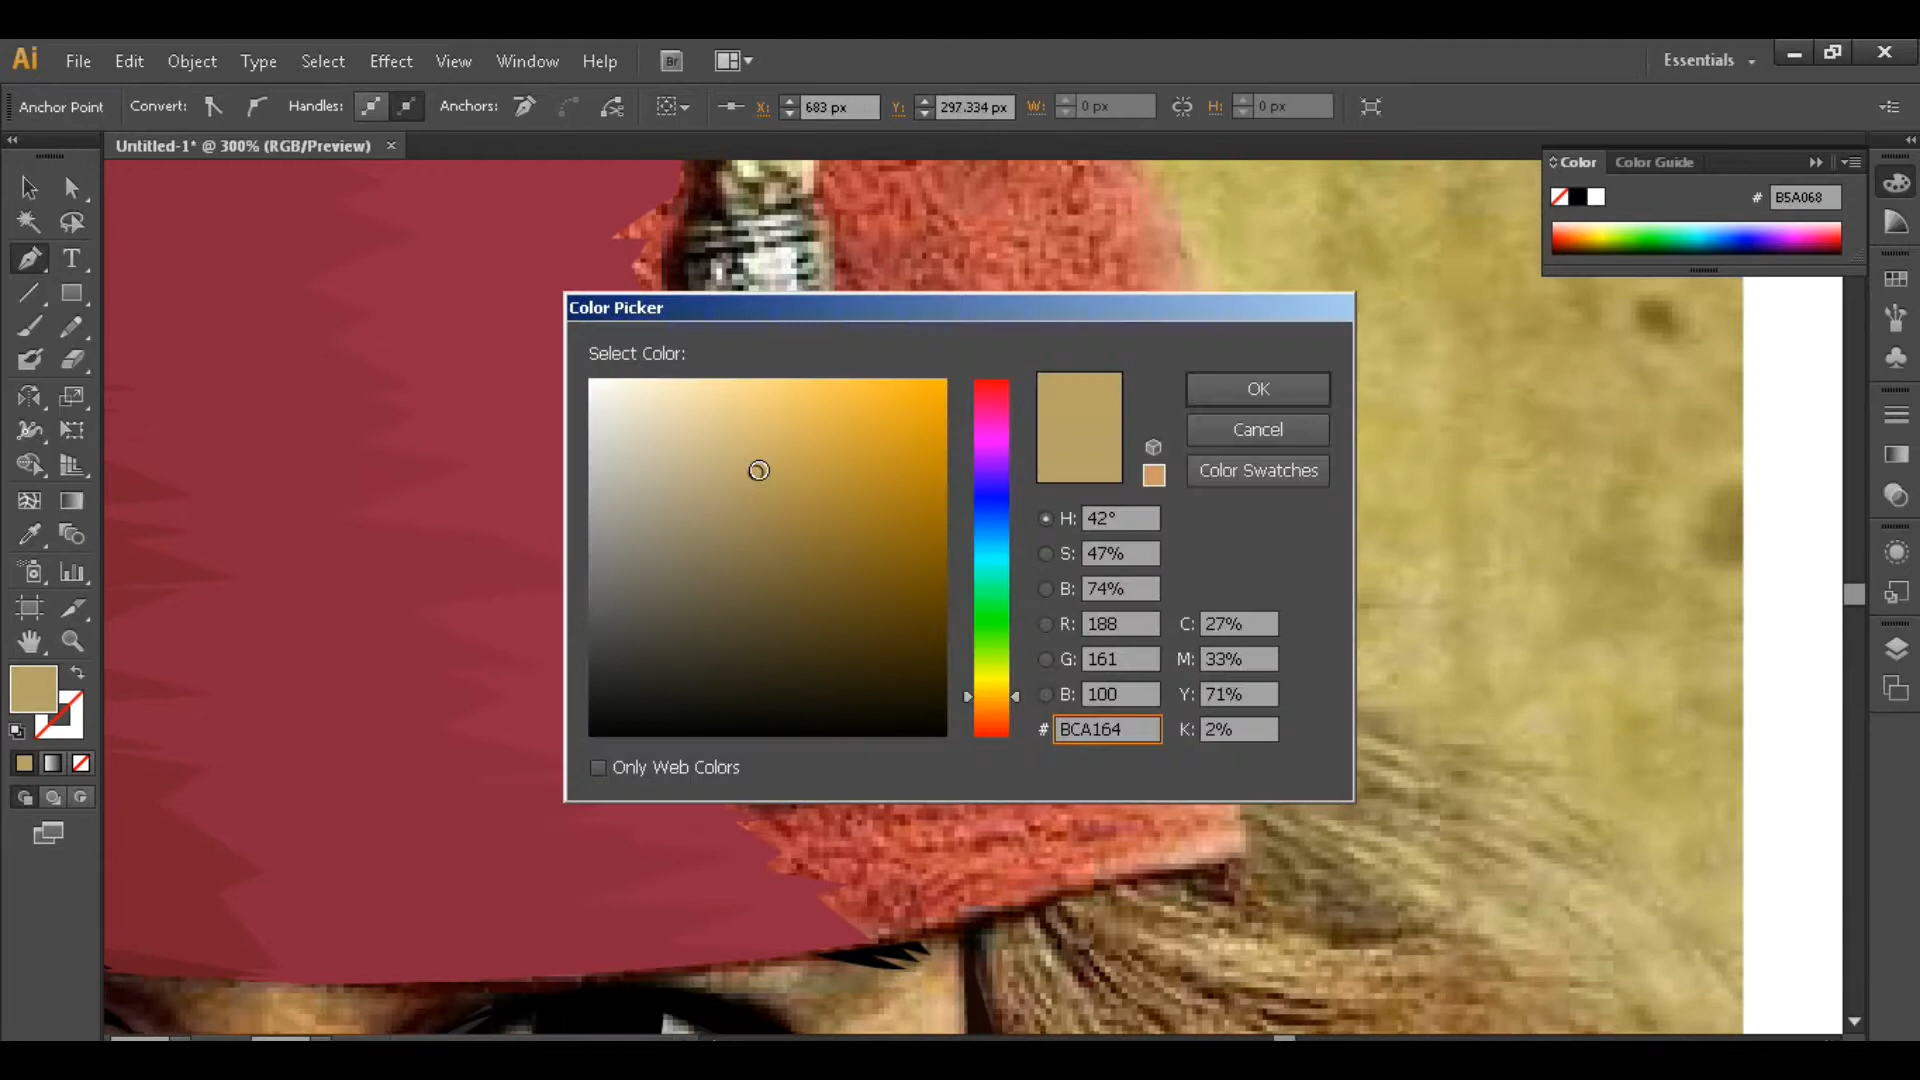 Ai File Edit Object Type Select Effect View Window Help Br Essentials
Anchor Point Convert: Handles: Anchors: X: 683 px Y: 297.334 px W: 0 px H: 0 px
Untitled-1* @ 300% (RGB/Preview) ×
Color Color Guide
# B5A068
T
Color Picker
Select Color:
OK
Cancel
Color Swatches
H: 42°
S: 47%
B: 74%
R: 188 C: 27%
G: 161 M: 33%
B: 100 Y: 71%
# BCA164 K: 2%
Only Web Colors